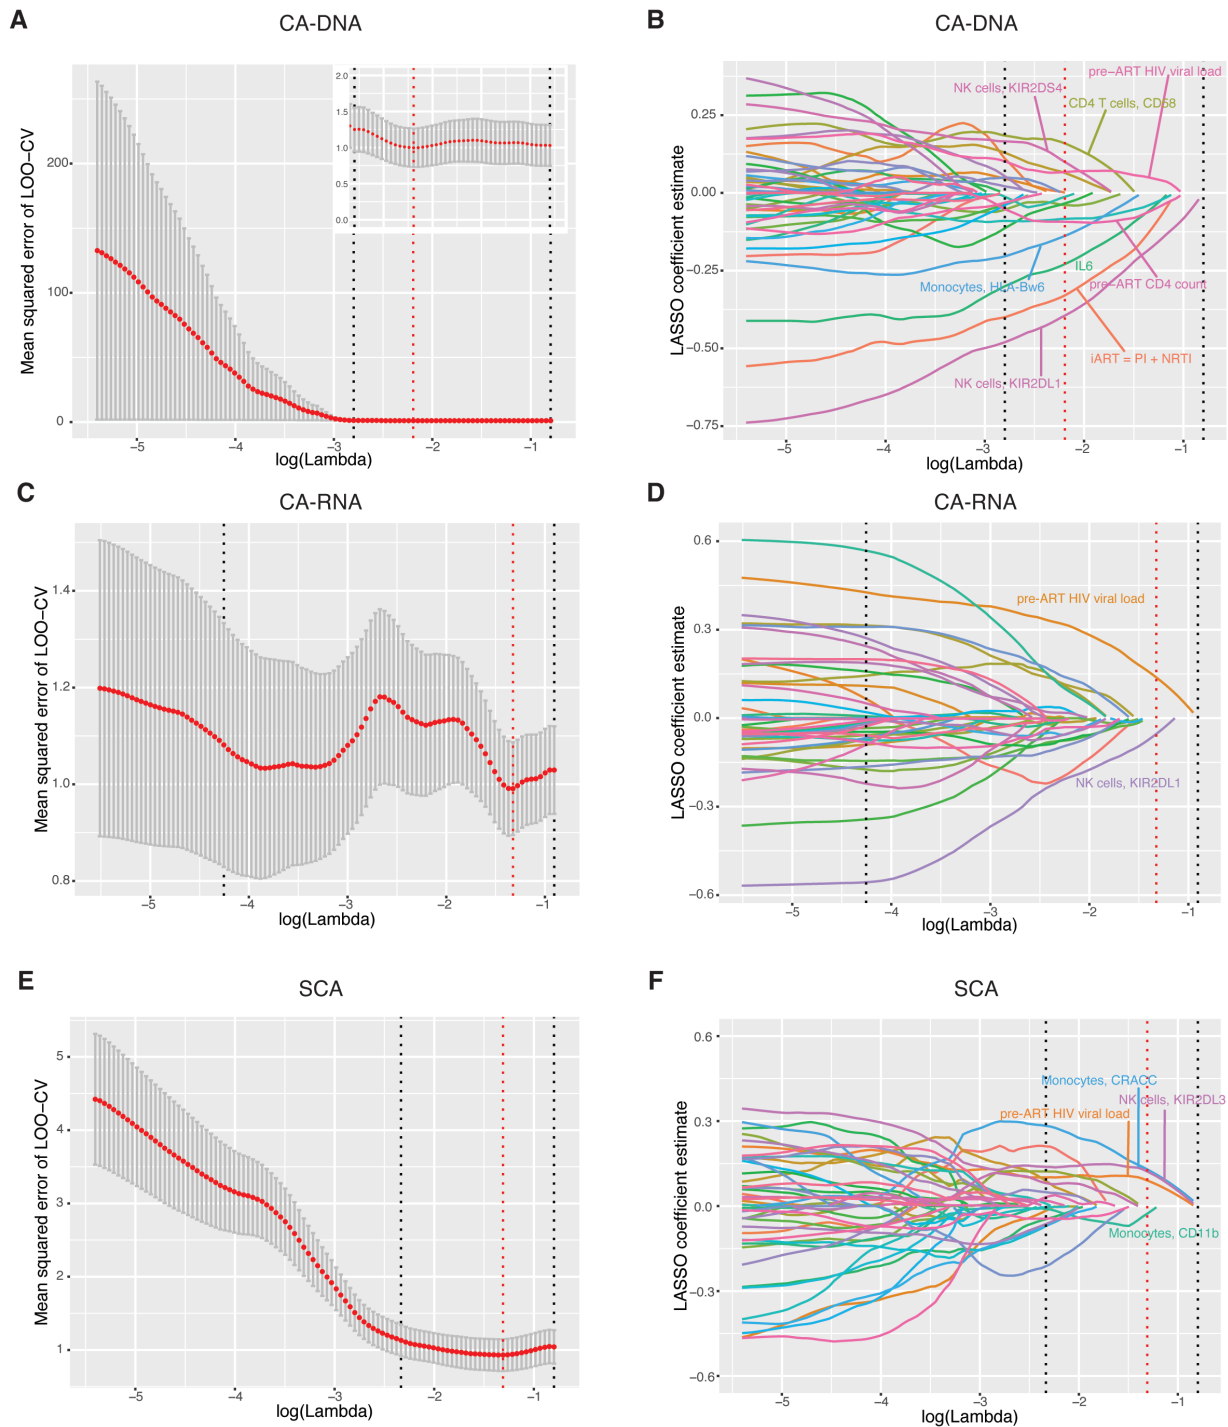 A
CA-DNA
Mean squared error of LOO−CV
200
100
0
2.0
1.5
1.0
0.5
0.0
−5
−4
−3
−2
−1
log(Lambda)
B
CA-DNA
LASSO coefficient estimate
0.25
0.00
−0.25
−0.50
−0.75
pre−ART HIV viral load
NK cells, KIR2DS4
CD4 T cells, CD58
IL6
Monocytes, HLA-Bw6
pre−ART CD4 count
iART = PI + NRTI
NK cells, KIR2DL1
−5
−4
−3
−2
−1
log(Lambda)
C
CA-RNA
Mean squared error of LOO−CV
1.4
1.2
1.0
0.8
−5
−4
−3
−2
−1
log(Lambda)
D
CA-RNA
LASSO coefficient estimate
0.6
0.3
0.0
−0.3
−0.6
pre-ART HIV viral load
NK cells, KIR2DL1
−5
−4
−3
−2
−1
log(Lambda)
E
SCA
Mean squared error of LOO−CV
5
4
3
2
1
−5
−4
−3
−2
−1
log(Lambda)
F
SCA
LASSO coefficient estimate
0.6
0.3
0.0
−0.3
−0.6
Monocytes, CRACC
NK cells, KIR2DL3
pre−ART HIV viral load
Monocytes, CD11b
−5
−4
−3
−2
−1
log(Lambda)